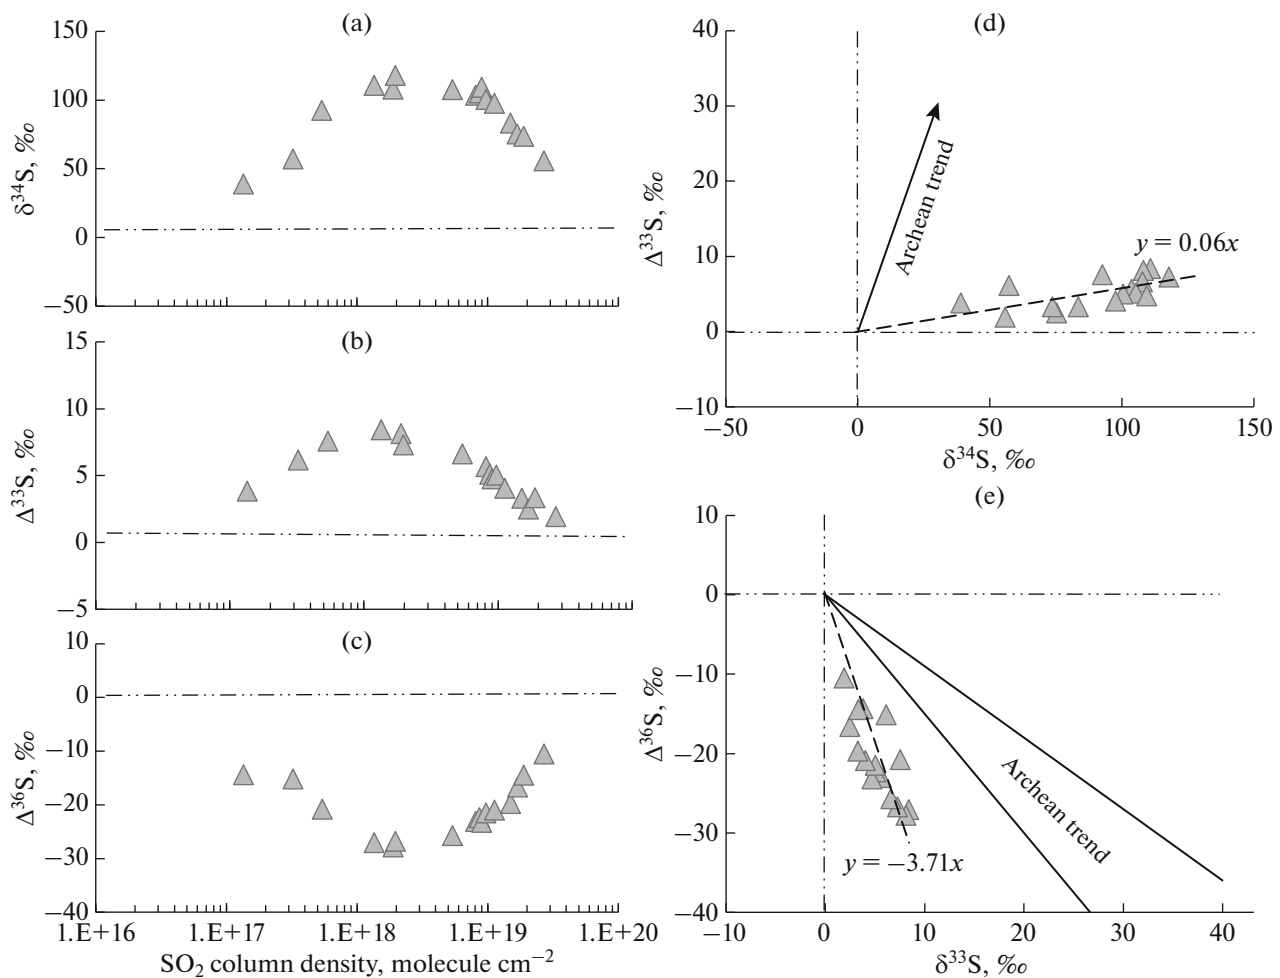 (a)
150
100
50
0
−50
δ³⁴S, ‰
(b)
15
10
5
0
−5
Δ³³S, ‰
(c)
10
0
−10
−20
−30
−40
Δ³⁶S, ‰
1.E+16 1.E+17 1.E+18 1.E+19 1.E+20
SO₂ column density, molecule cm⁻²
(d)
40
30
20
10
0
−10
Δ³³S, ‰
Archean trend
y = 0.06x
0 50 100 150
δ³⁴S, ‰
(e)
10
0
−10
−20
−30
−40
Δ³⁶S, ‰
Archean trend
y = −3.71x
−10 0 10 20 30 40
δ³³S, ‰